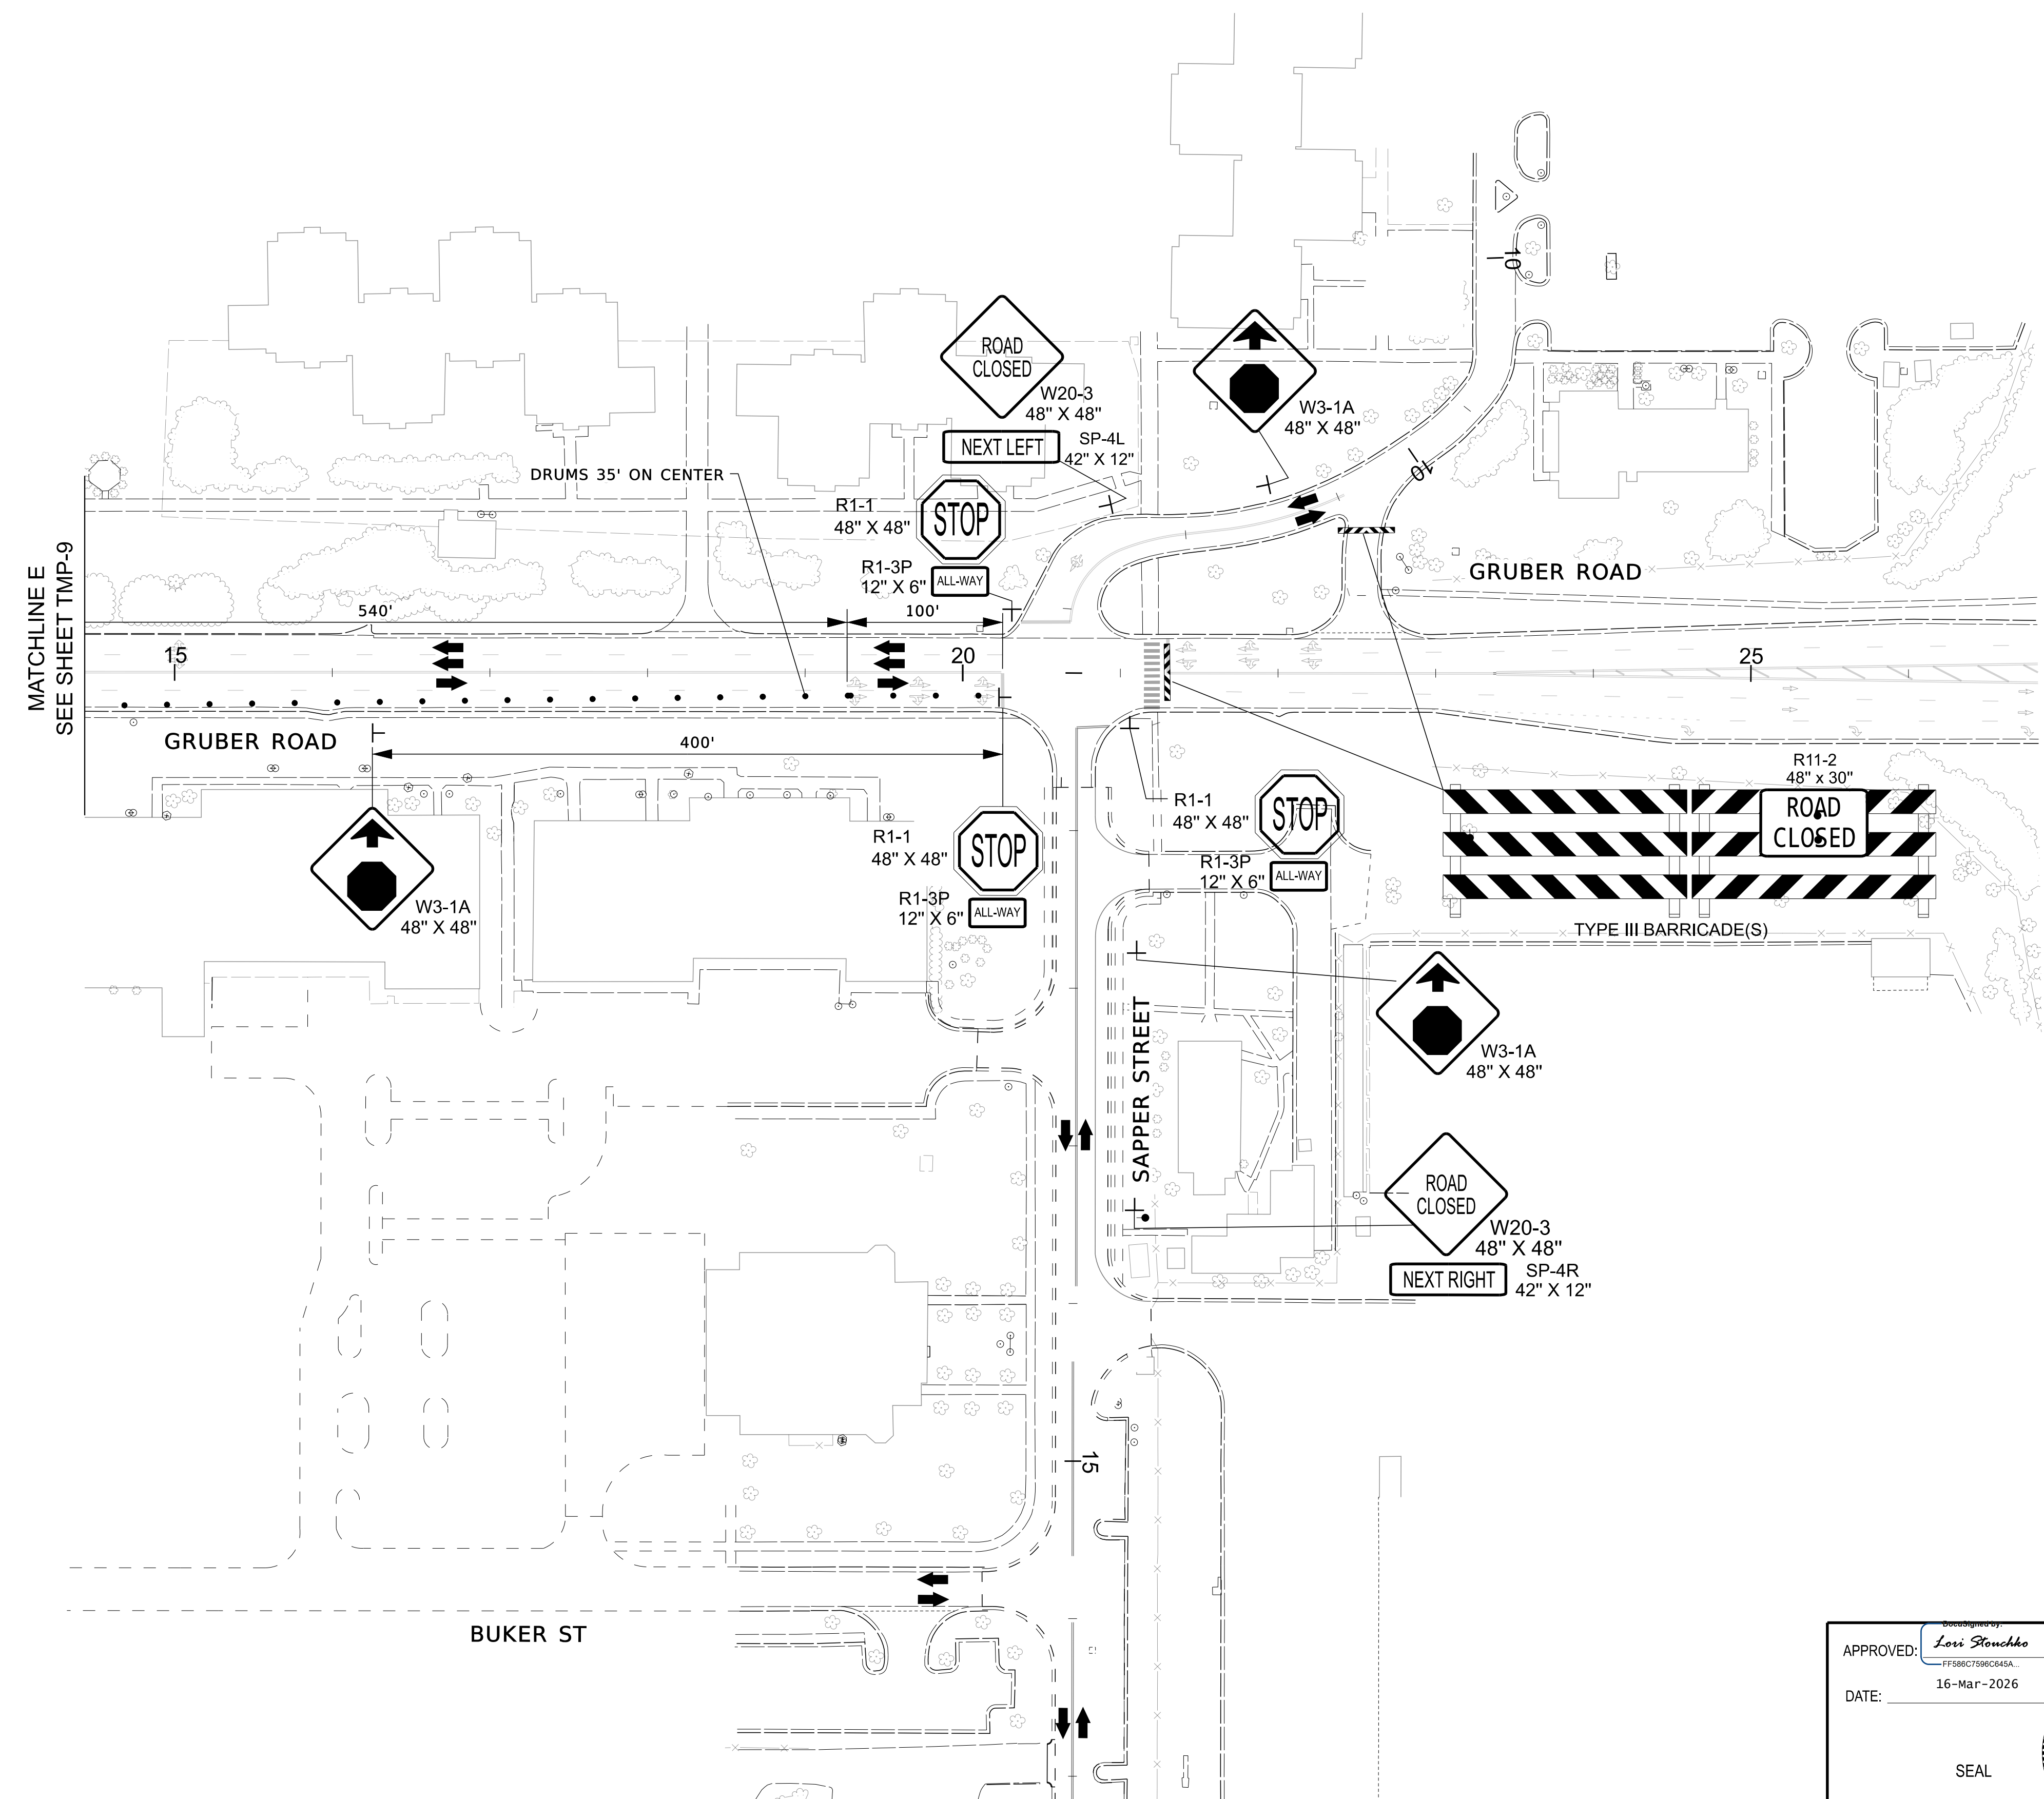 10
ROAD
CLOSED
W20-3
48" X 48"
NEXT LEFT
SP-4L
42" X 12"
W3-1A
48" X 48"
DRUMS 35' ON CENTER
10
R1-1
48" X 48"
STOP
R1-3P
12" X 6"
ALL-WAY
MATCHLINE E
SEE SHEET TMP-9
GRUBER ROAD
540'
100'
15
20
25
GRUBER ROAD
400'
W3-1A
48" X 48"
R1-1
48" X 48"
STOP
R1-3P
12" X 6"
ALL-WAY
R1-1
48" X 48"
STOP
R1-3P
12" X 6"
ALL-WAY
R11-2
48" x 30"
ROAD
CLOSED
TYPE III BARRICADE(S)
SAPPER STREET
W3-1A
48" X 48"
ROAD
CLOSED
W20-3
48" X 48"
NEXT RIGHT
SP-4R
42" X 12"
15
BUKER ST
DocuSigned by:
APPROVED:
Lori Stouchko
FF586C7596C645A...
16-Mar-2026
DATE:
SEAL